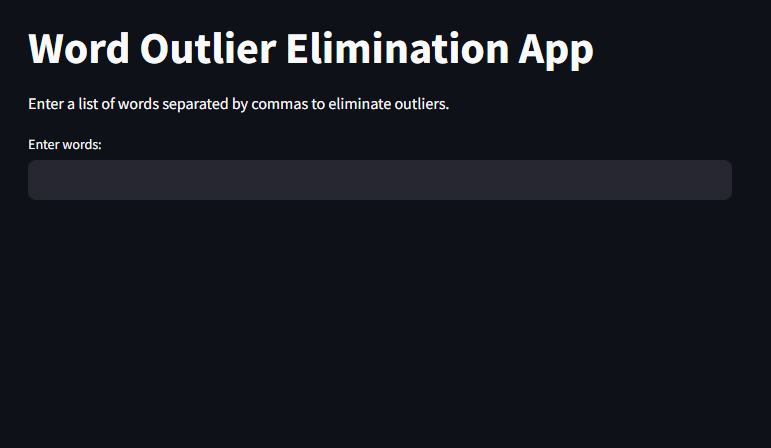 Word Outlier Elimination App
Enter a list of words separated by commas to eliminate outliers.
Enter words: